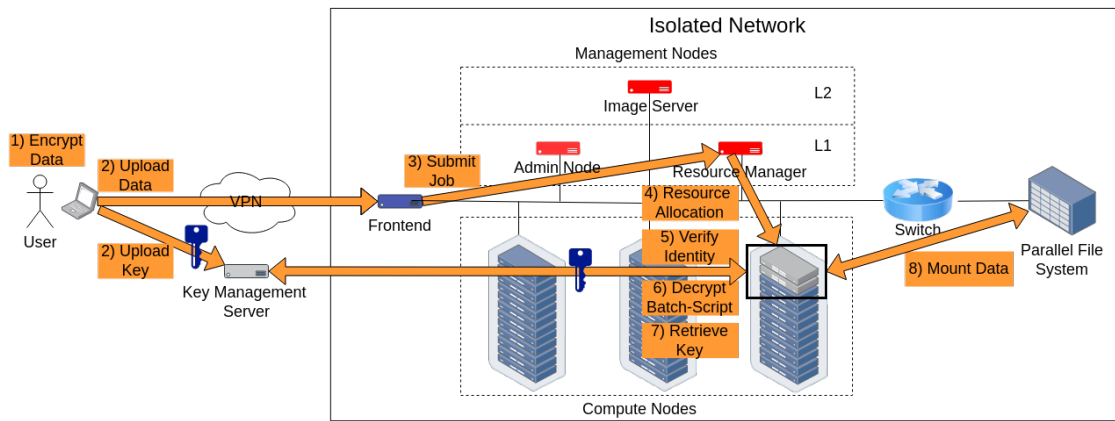 Isolated Network
Management Nodes
L2
Image Server
1) Encrypt
Data
2) Upload
Data
3) Submit
Job
L1
Admin Node
Resource Manager
VPN
4) Resource
Allocation
User
Frontend
Switch
Parallel File
System
2) Upload
Key
5) Verify
Identity
8) Mount Data
Key Management
Server
6) Decrypt
Batch-Script
7) Retrieve
Key
Compute Nodes